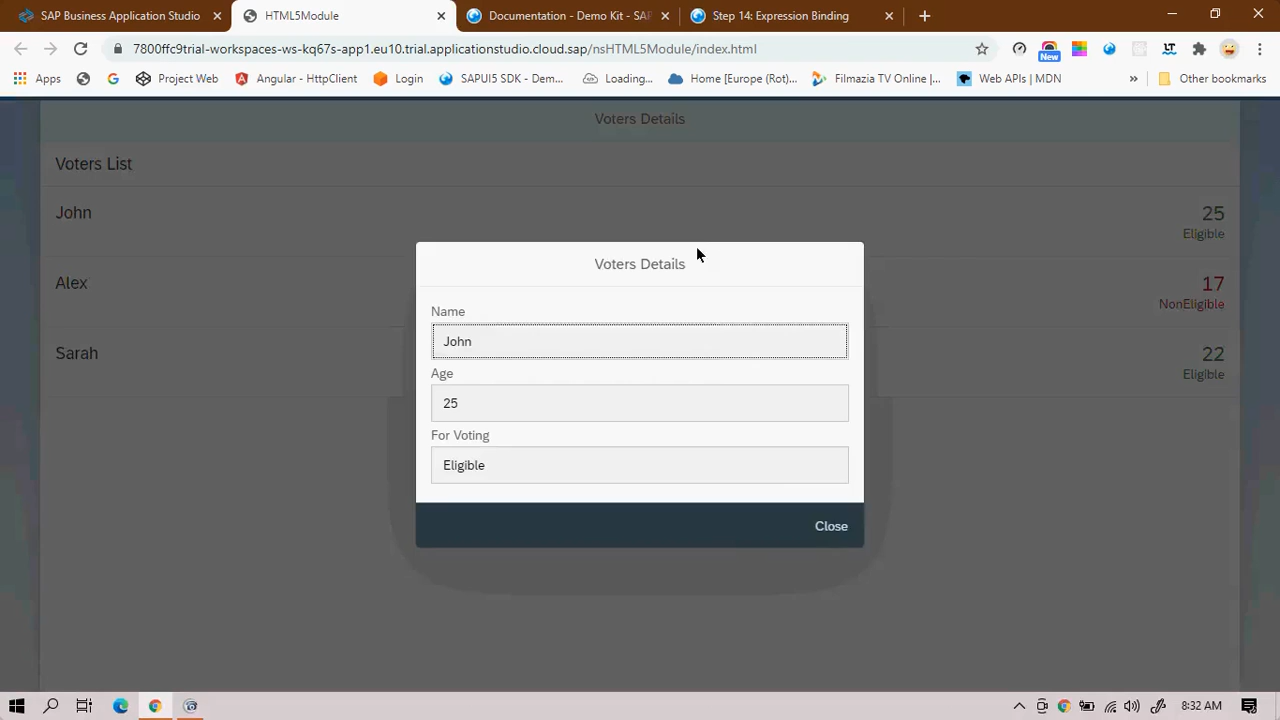 SAP Business Application Studio
HTML5Module
Documentation - Demo Kit - SAP
Step 14: Expression Binding
7800ffc9trial-workspaces-ws-kq67s-app1.eu10.trial.applicationstudio.cloud.sap/nsHTML5Module/index.html
New
Apps
Project Web
Angular - HttpClient
Login
SAPUI5 SDK - Dem...
Loading...
Home [Europe (Rot)...
Filmazia TV Online |...
Web APIs | MDN
Other bookmarks
Voters Details
Voters List
John
25
Eligible
Alex
17
NonEligible
Sarah
22
Eligible
Voters Details
Name
John
Age
25
For Voting
Eligible
Close
8:32 AM